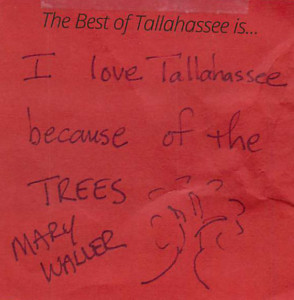 The Best of Tallahassee is...
I love Tallahassee
because of the
TREES
MARY
WALLER